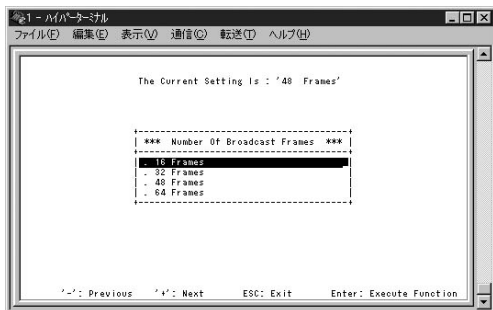 1 - ハイパーターミナル
ファイル(F) 編集(E) 表示(V) 通信(C) 転送(T) ヘルプ(H)
The Current Setting Is : '48 Frames'
*** Number Of Broadcast Frames ***
. 16 Frames
. 32 Frames
. 48 Frames
. 64 Frames
'-': Previous '+': Next ESC: Exit Enter: Execute Function